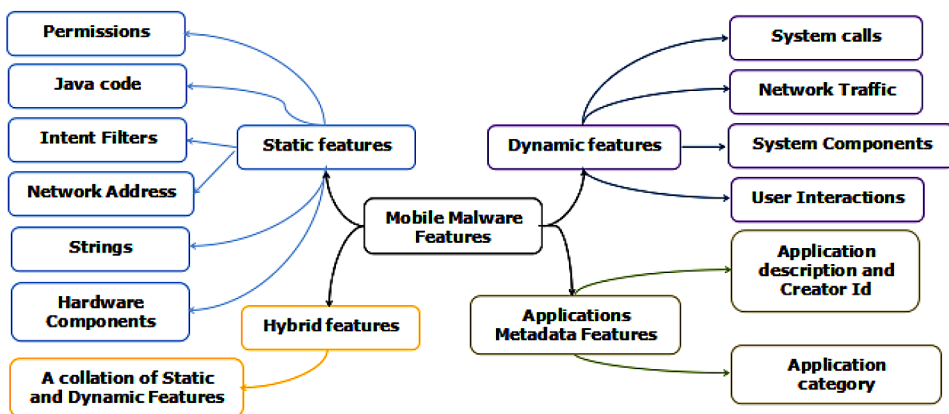 Permissions
Java code
Intent Filters
Network Address
Strings
Hardware
Components
Static features
Mobile Malware
Features
Hybrid features
A collation of Static
and Dynamic Features
Dynamic features
System calls
Network Traffic
System Components
User Interactions
Applications
Metadada Features
Application
description and
Creator Id
Application
category